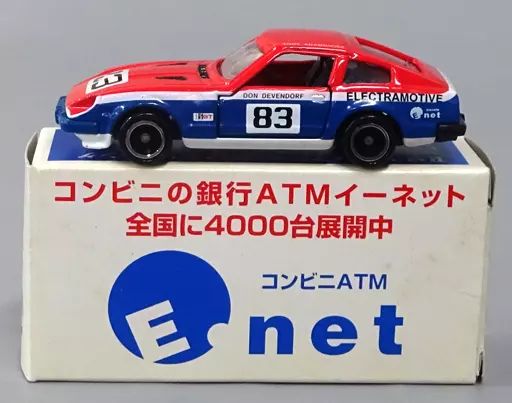 83
DON DEVENDORF
83
ELECTRAMOTIVE
net
コンビニの銀行ATMイーネット
全国に4000台展開中
コンビニATM
E.net